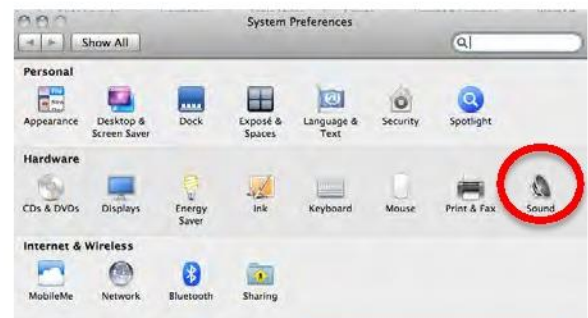 System Preferences
Show All
Personal
Appearance
Desktop &
Screen Saver
Dock
Exposé &
Spaces
Language &
Text
Security
Spotlight
Hardware
CDs & DVDs
Displays
Energy
Saver
Ink
Keyboard
Mouse
Print & Fax
Sound
Internet & Wireless
MobileMe
Network
Bluetooth
Sharing